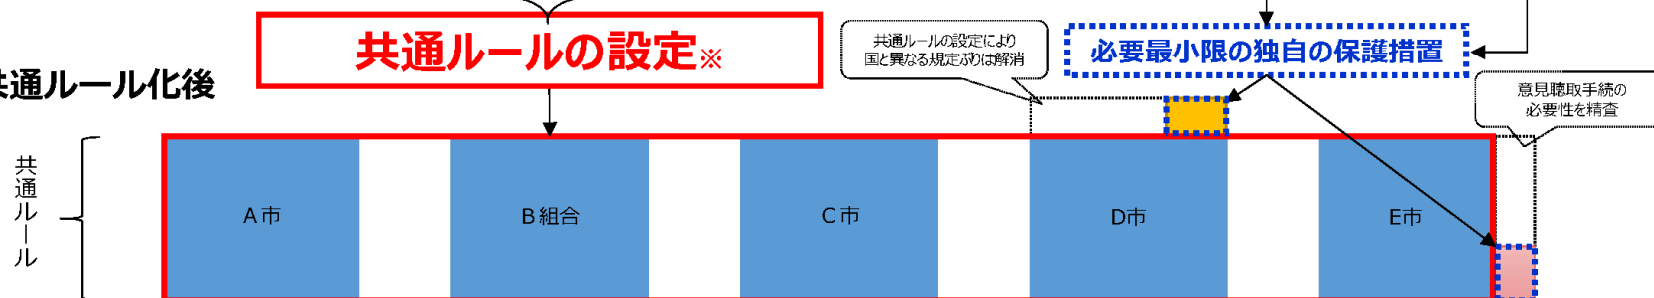 共通ルールの設定※
共通ルールの設定により
国と異なる規定ぶりは解消
必要最小限の独自の保護措置
意見聴取手続の
必要性を精査
共通ルール化後
共通ルール
A市
B組合
C市
D市
E市